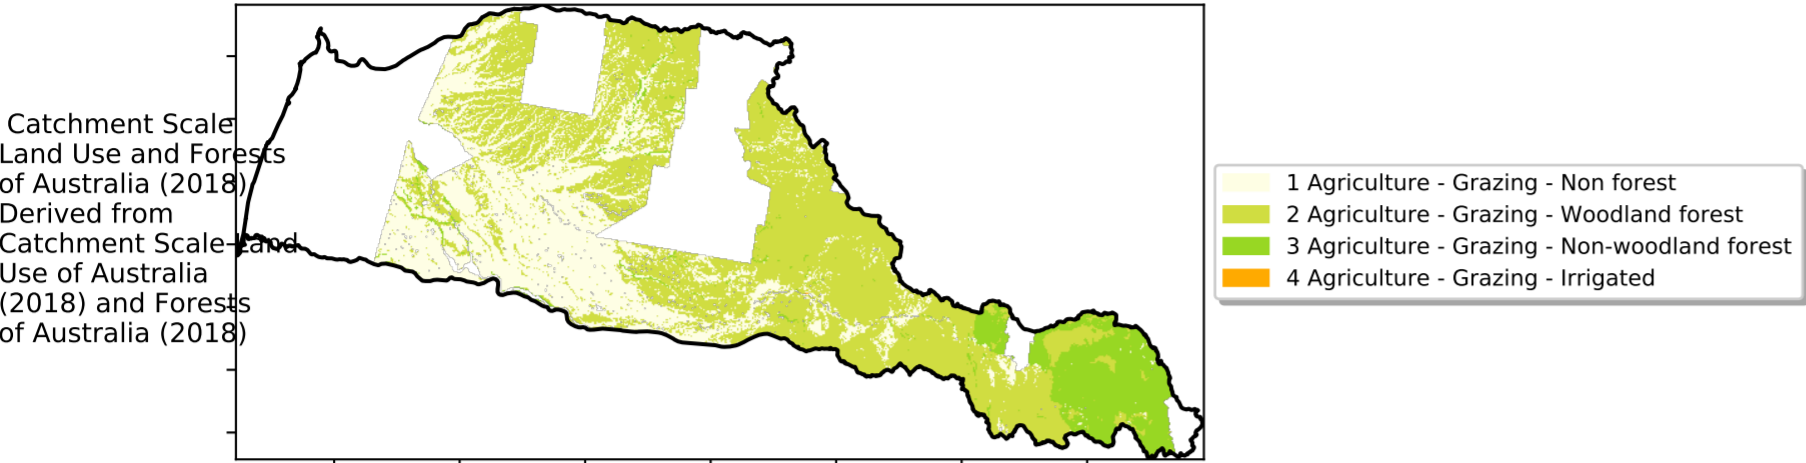 Catchment Scale
Land Use and Forests
of Australia (2018)
Derived from
Catchment Scale Land
Use of Australia
(2018) and Forests
of Australia (2018)
1 Agriculture - Grazing - Non forest
2 Agriculture - Grazing - Woodland forest
3 Agriculture - Grazing - Non-woodland forest
4 Agriculture - Grazing - Irrigated